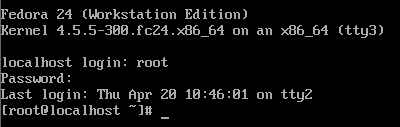 Fedora 24 (Workstation Edition)
Kernel 4.5.5-300.fc24.x86_64 on an x86_64 (tty3)
localhost login: root
Password:
Last login: Thu Apr 20 10:46:01 on tty2
[root@localhost ~]# _